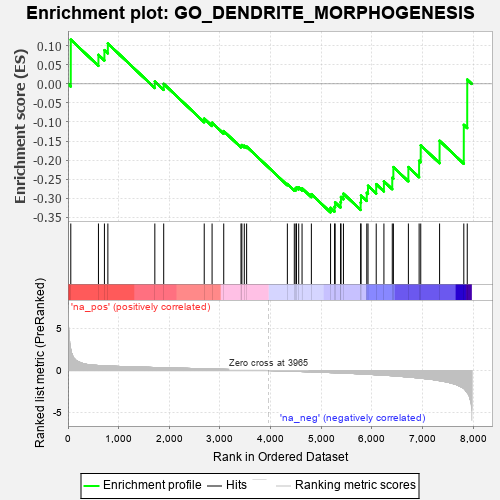 Enrichment plot: GO_DENDRITE_MORPHOGENESIS
Enrichment score (ES)
0.10
0.05
0.00
-0.05
-0.10
-0.15
-0.20
-0.25
-0.30
-0.35
'na_pos' (positively correlated)
Ranked list metric (PreRanked)
5
0
-5
Zero cross at 3965
'na_neg' (negatively correlated)
0 1,000 2,000 3,000 4,000 5,000 6,000 7,000 8,000
Rank in Ordered Dataset
Enrichment profile Hits Ranking metric scores